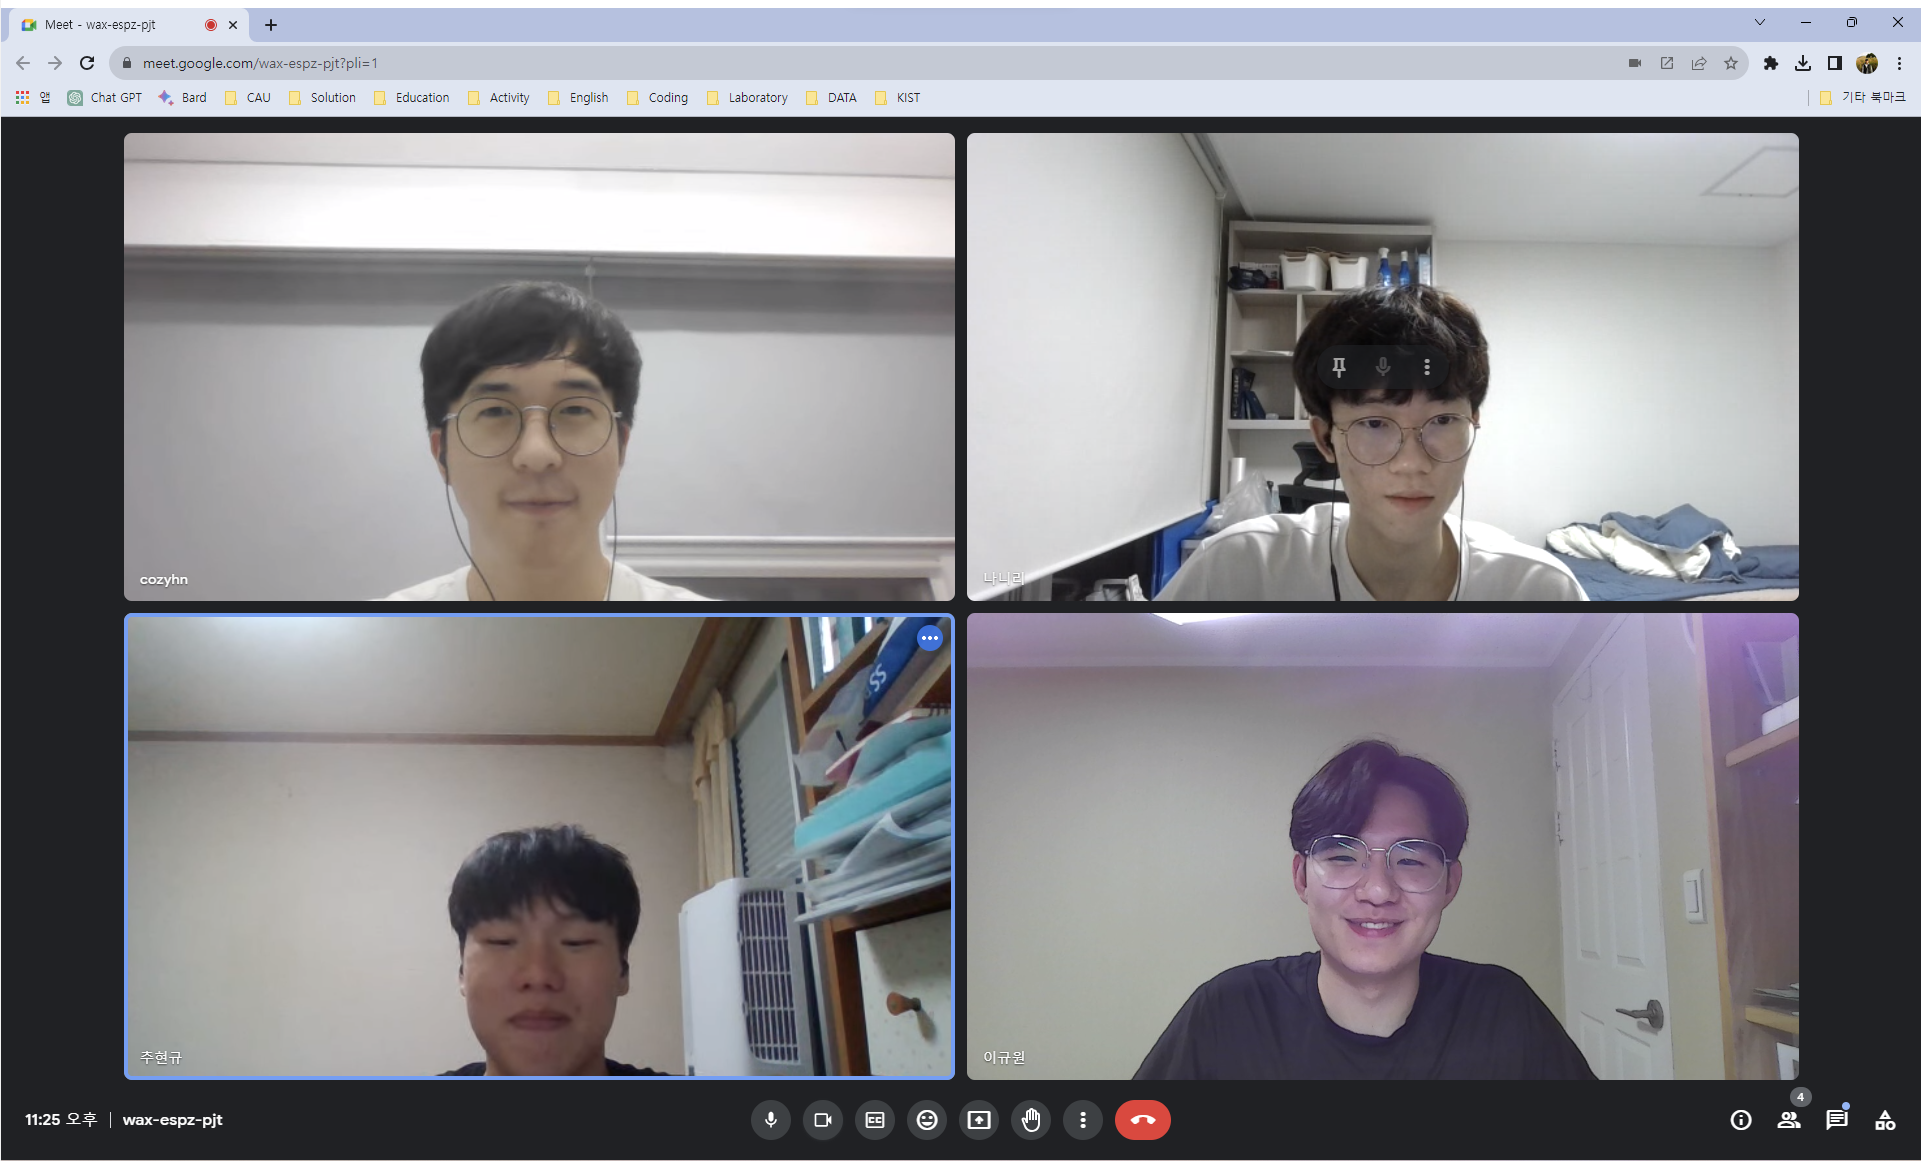 Meet - wax-espz-pjt
meet.google.com/wax-espz-pjt?pli=1
앱 Chat GPT Bard CAU Solution Education Activity English Coding Laboratory DATA KIST 기타 북마크
cozyhn
나니리
SS
추현규
이규원
4
11:25 오후 | wax-espz-pjt
CC